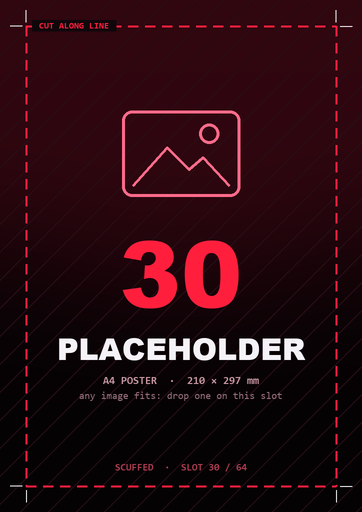 CUT ALONG LINE
30
PLACEHOLDER
A4 POSTER · 210 × 297 mm
any image fits: drop one on this slot
SCUFFED · SLOT 30 / 64